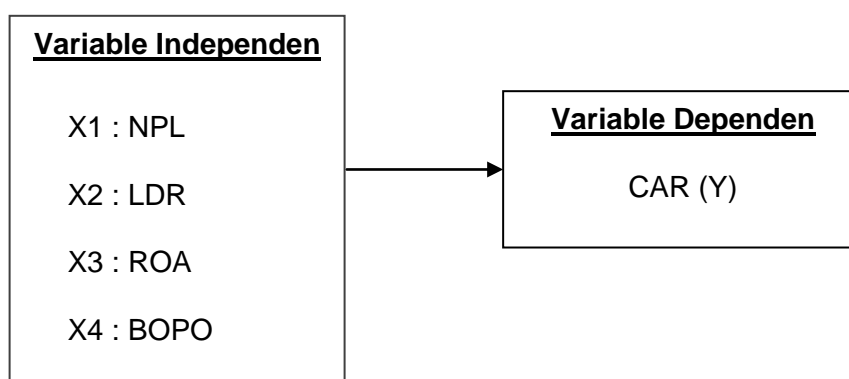 Variable Independen
X1 : NPL
X2 : LDR
X3 : ROA
X4 : BOPO
Variable Dependen
CAR (Y)